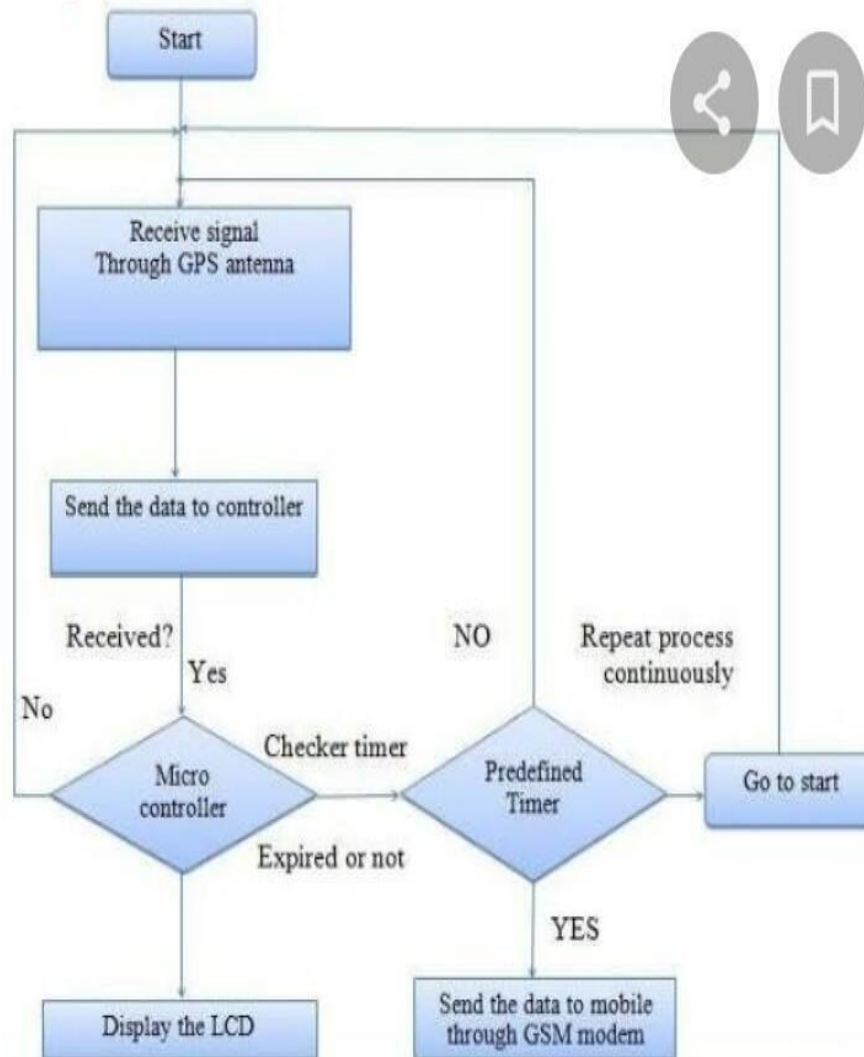 Start
Receive signal
Through GPS antenna
Send the data to controller
Received?
Yes
No
NO
Repeat process
continuously
Checker timer
Micro
controller
Predefined
Timer
Go to start
Expired or not
YES
Display the LCD
Send the data to mobile
through GSM modem